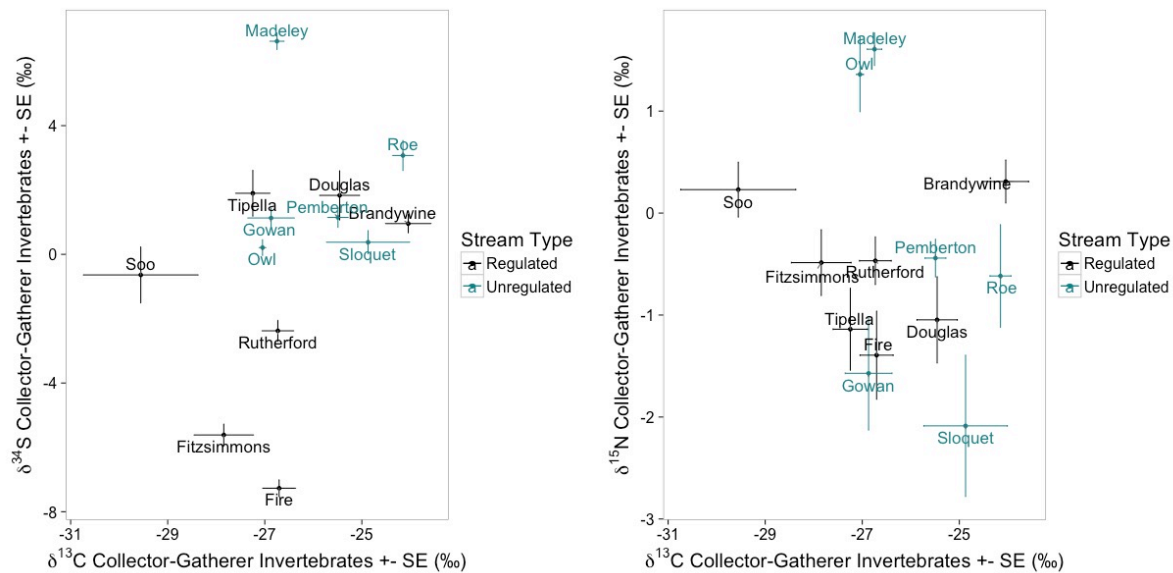 Madeley
4
Roe
Douglas
Tipella
Pemberton
Brandywine
Gowan
Sloquet
Owl
0
Soo
Rutherford
-4
Fitzsimmons
Fire
-8
-31 -29 -27 -25
δ13C Collector-Gatherer Invertebrates +- SE (‰)
δ34S Collector-Gatherer Invertebrates +- SE (‰)
Stream Type
a Regulated
a Unregulated
Madeley
Owl
1
Brandywine
Soo
0
Pemberton
Rutherford
Fitzsimmons
Roe
-1
Tipella
Douglas
Fire
Gowan
-2
Sloquet
-3
-31 -29 -27 -25
δ13C Collector-Gatherer Invertebrates +- SE (‰)
δ15N Collector-Gatherer Invertebrates +- SE (‰)
Stream Type
a Regulated
a Unregulated